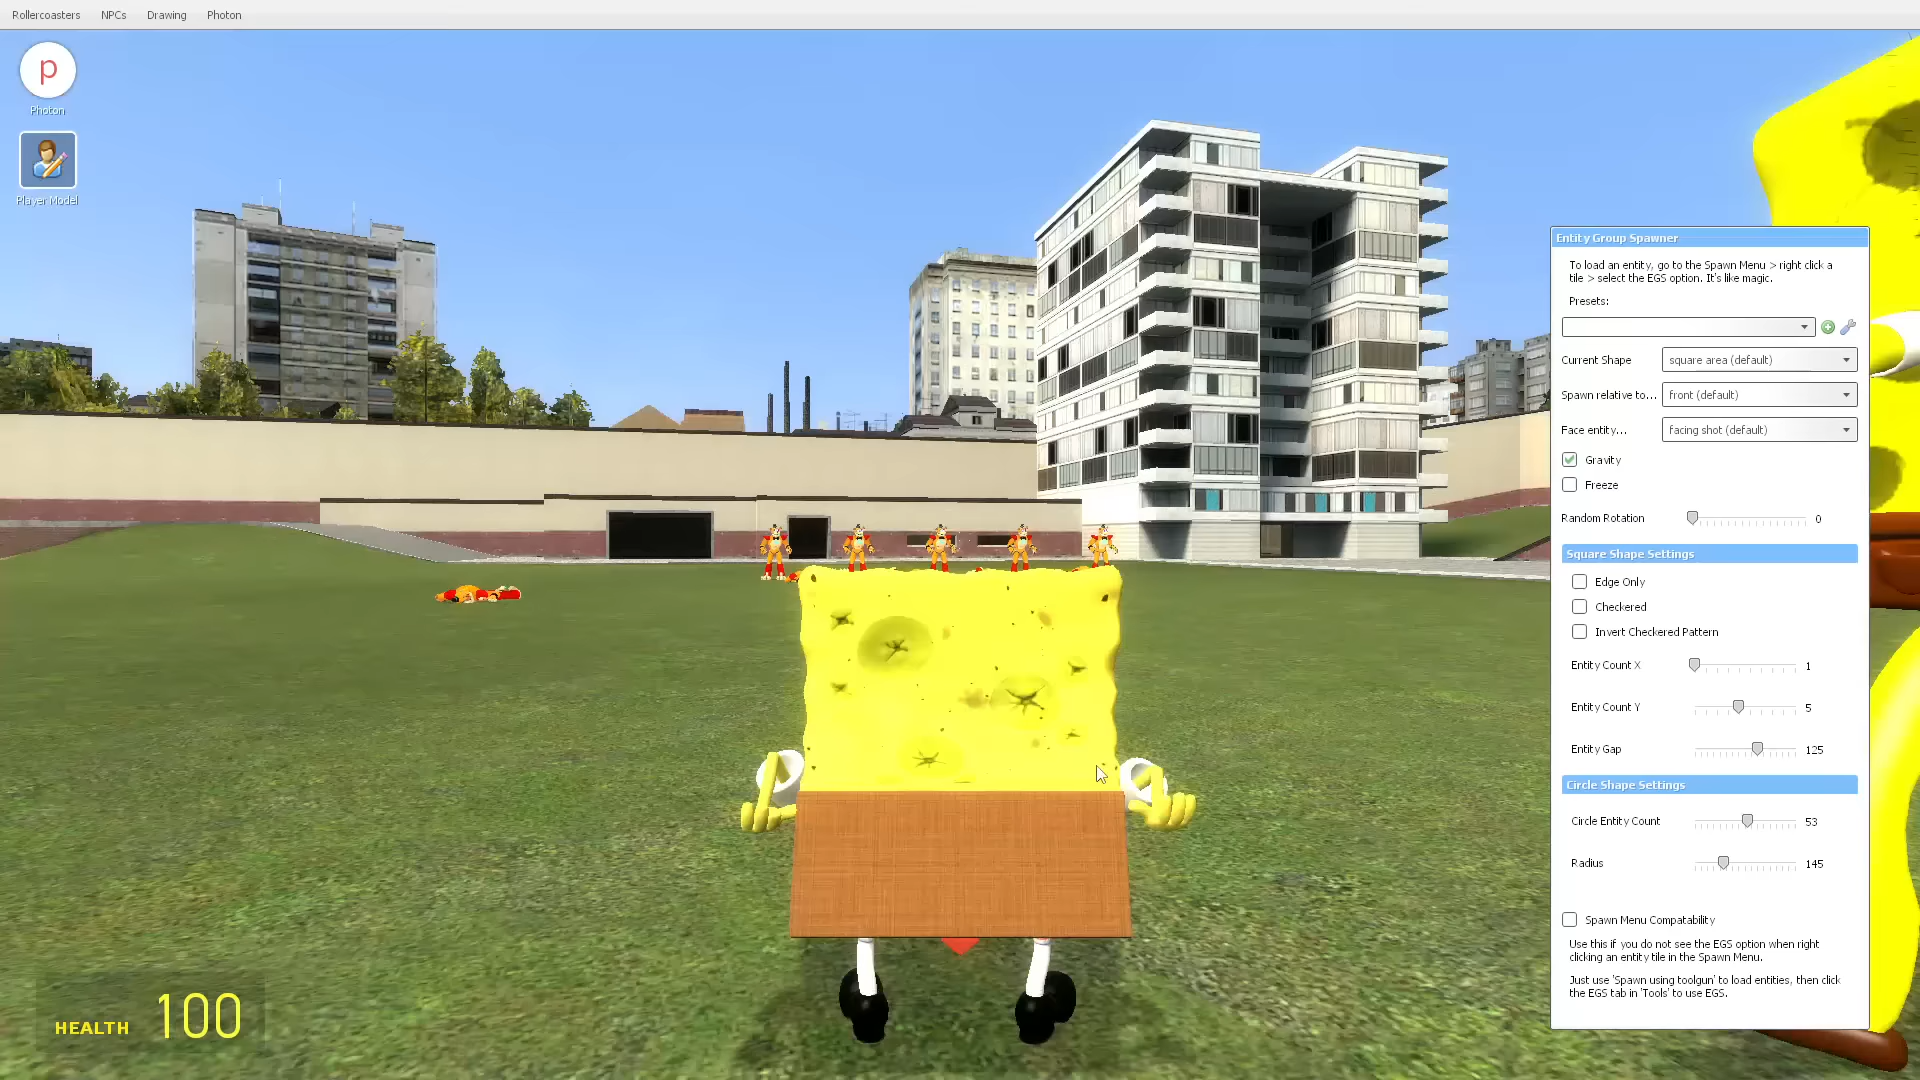 Rollercoasters NPCs Drawing Photon
p
Photon
Player Model
Entity Group Spawner
To load an entity, go to the Spawn Menu > right click a
tile > select the EGS option. It's like magic.
Presets:
Current Shape square area (default)
Spawn relative to... front (default)
Face entity... facing shot (default)
Gravity
Freeze
Random Rotation 0
Square Shape Settings
Edge Only
Checkered
Invert Checkered Pattern
Entity Count X 1
Entity Count Y 5
Entity Gap 125
Circle Shape Settings
Circle Entity Count 53
Radius 145
Spawn Menu Compatability
Use this if you do not see the EGS option when right
clicking an entity tile in the Spawn Menu.
Just use 'Spawn using toolgun' to load entities, then click
the EGS tab in 'Tools' to use EGS.
HEALTH 100